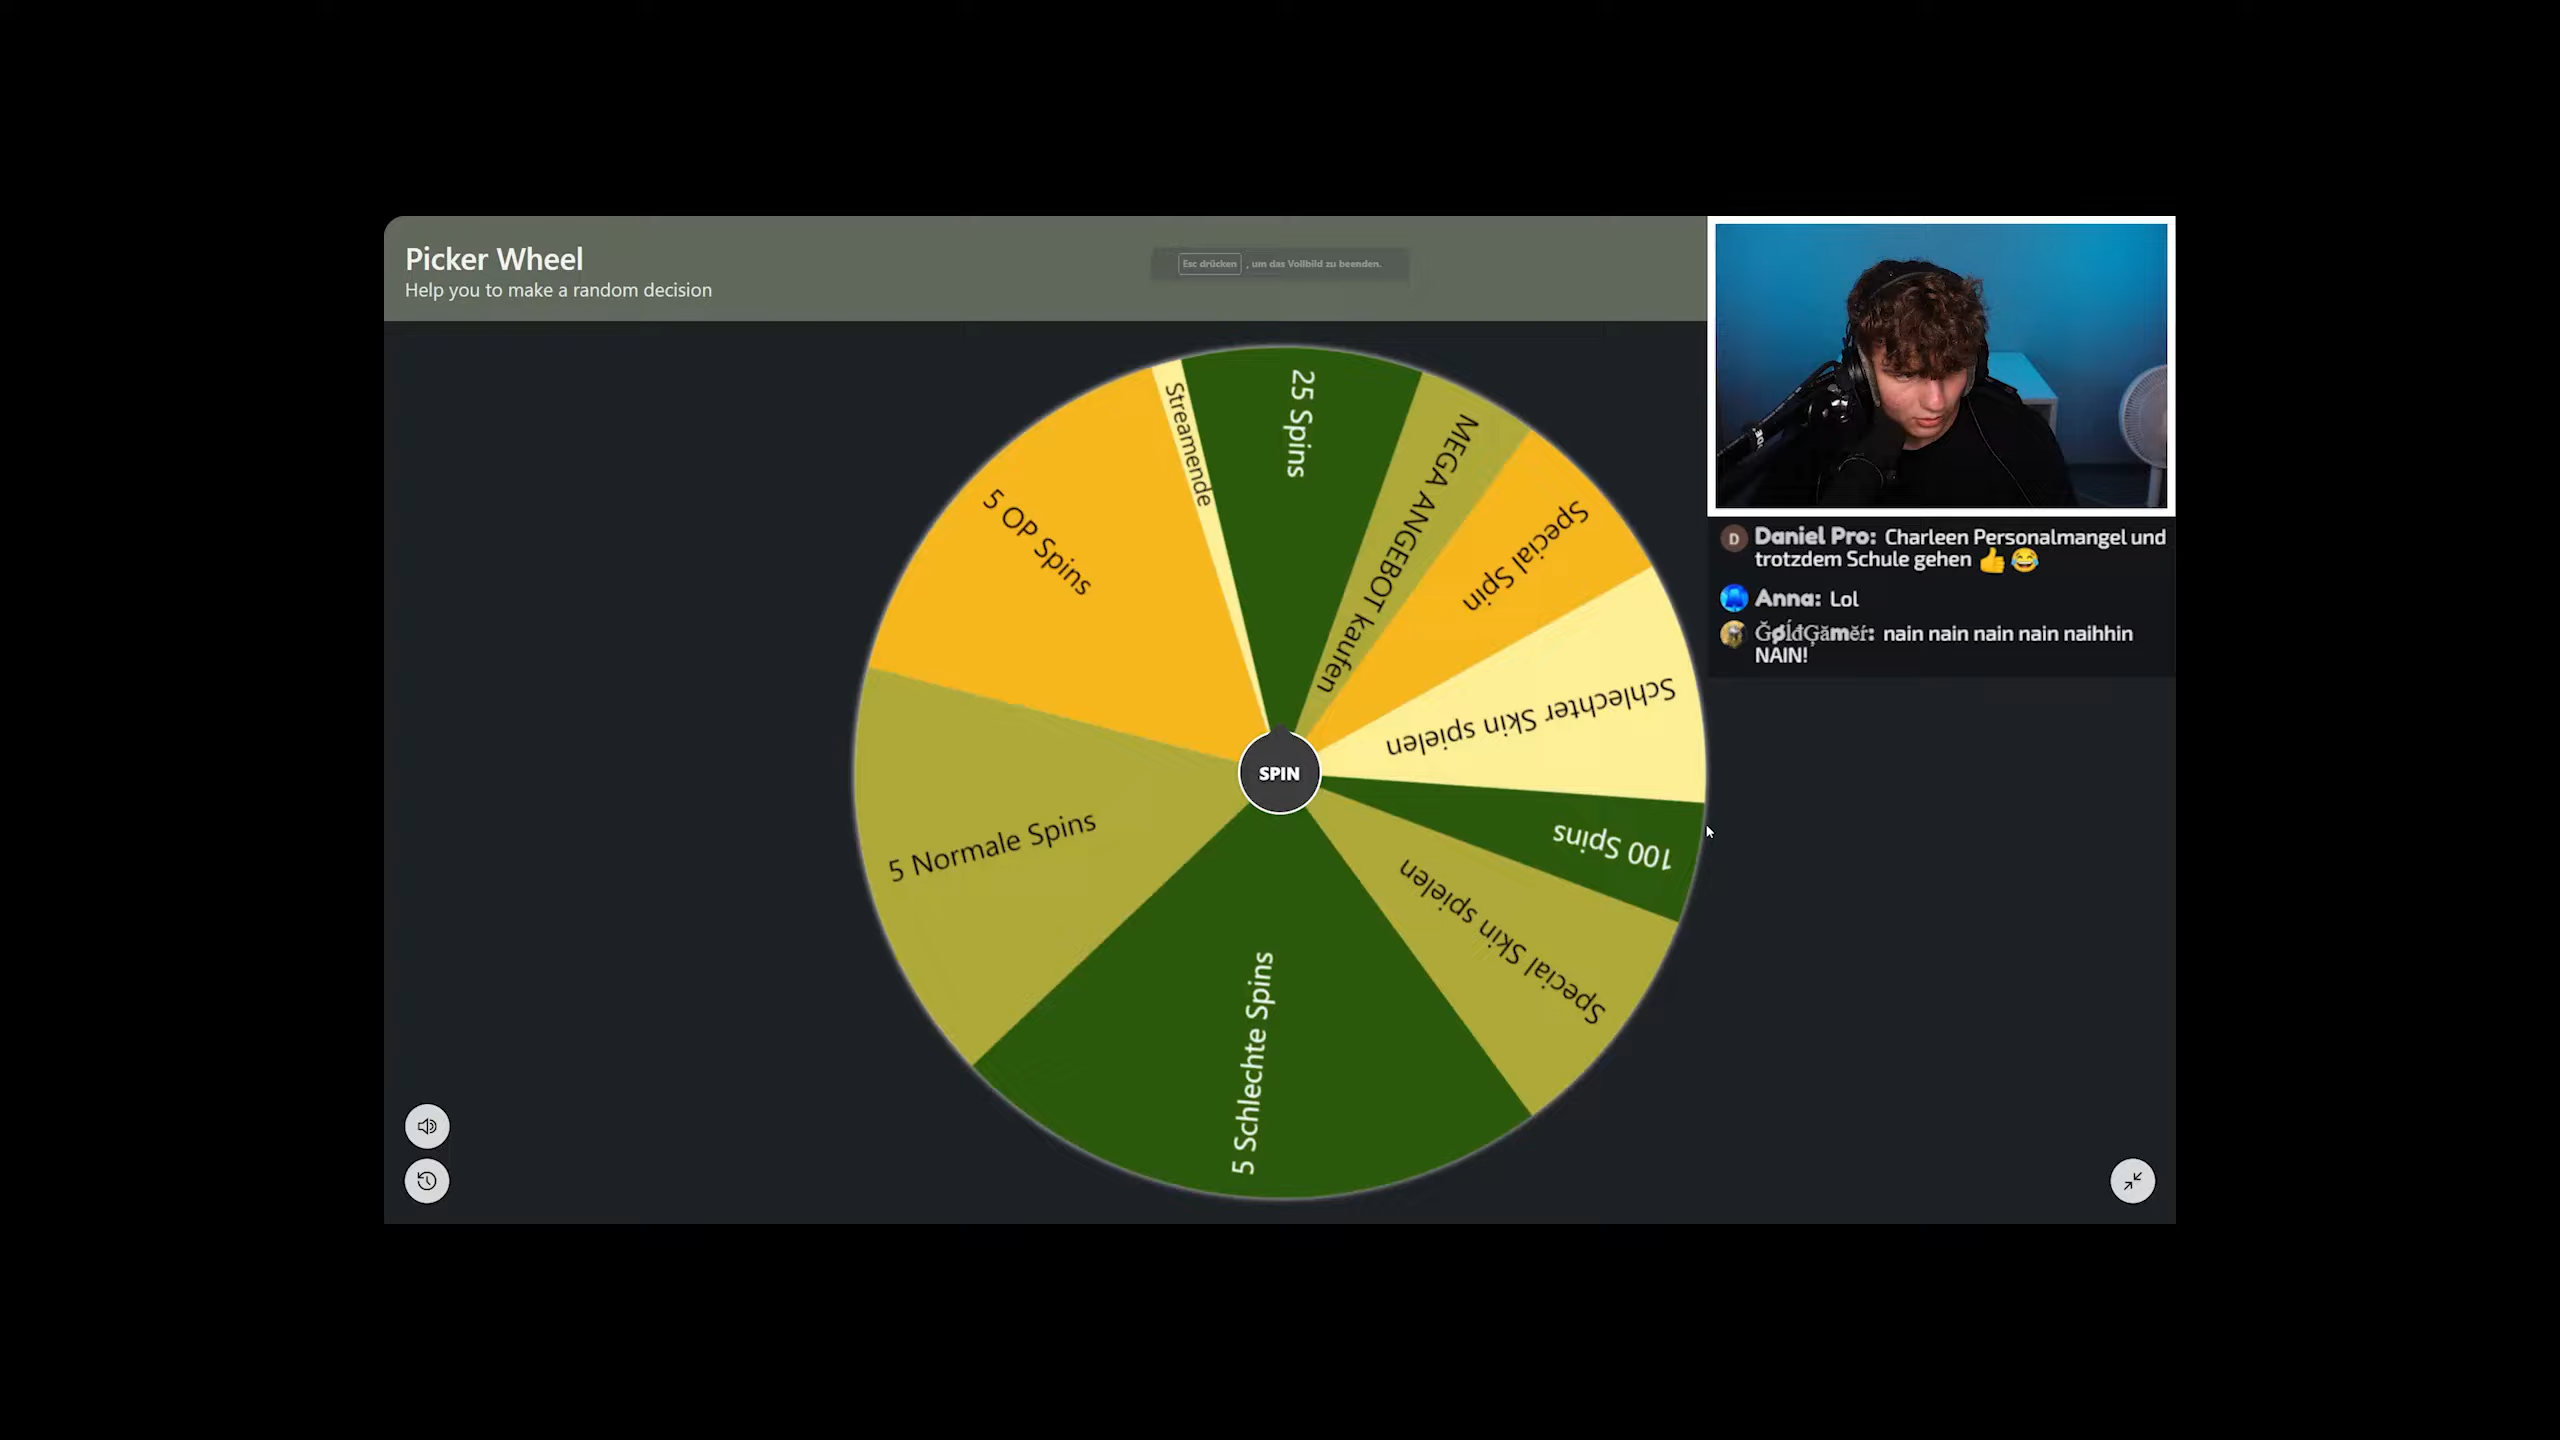 Picker Wheel
Help you to make a random decision
Esc drücken , um das Vollbild zu beenden.
25 Spins
MEGA ANGEBOT kaufen
Special Spin
Schlechter Skin spielen
100 Spins
Special Skin spielen
5 Schlechte Spins
5 Normale Spins
5 OP Spins
Streamende
SPIN
D Daniel Pro: Charleen Personalmangel und
trotzdem Schule gehen 👍😂
Anna: Lol
ĞøĺđĢămĕŕ: nain nain nain nain naihhin
NAIN!